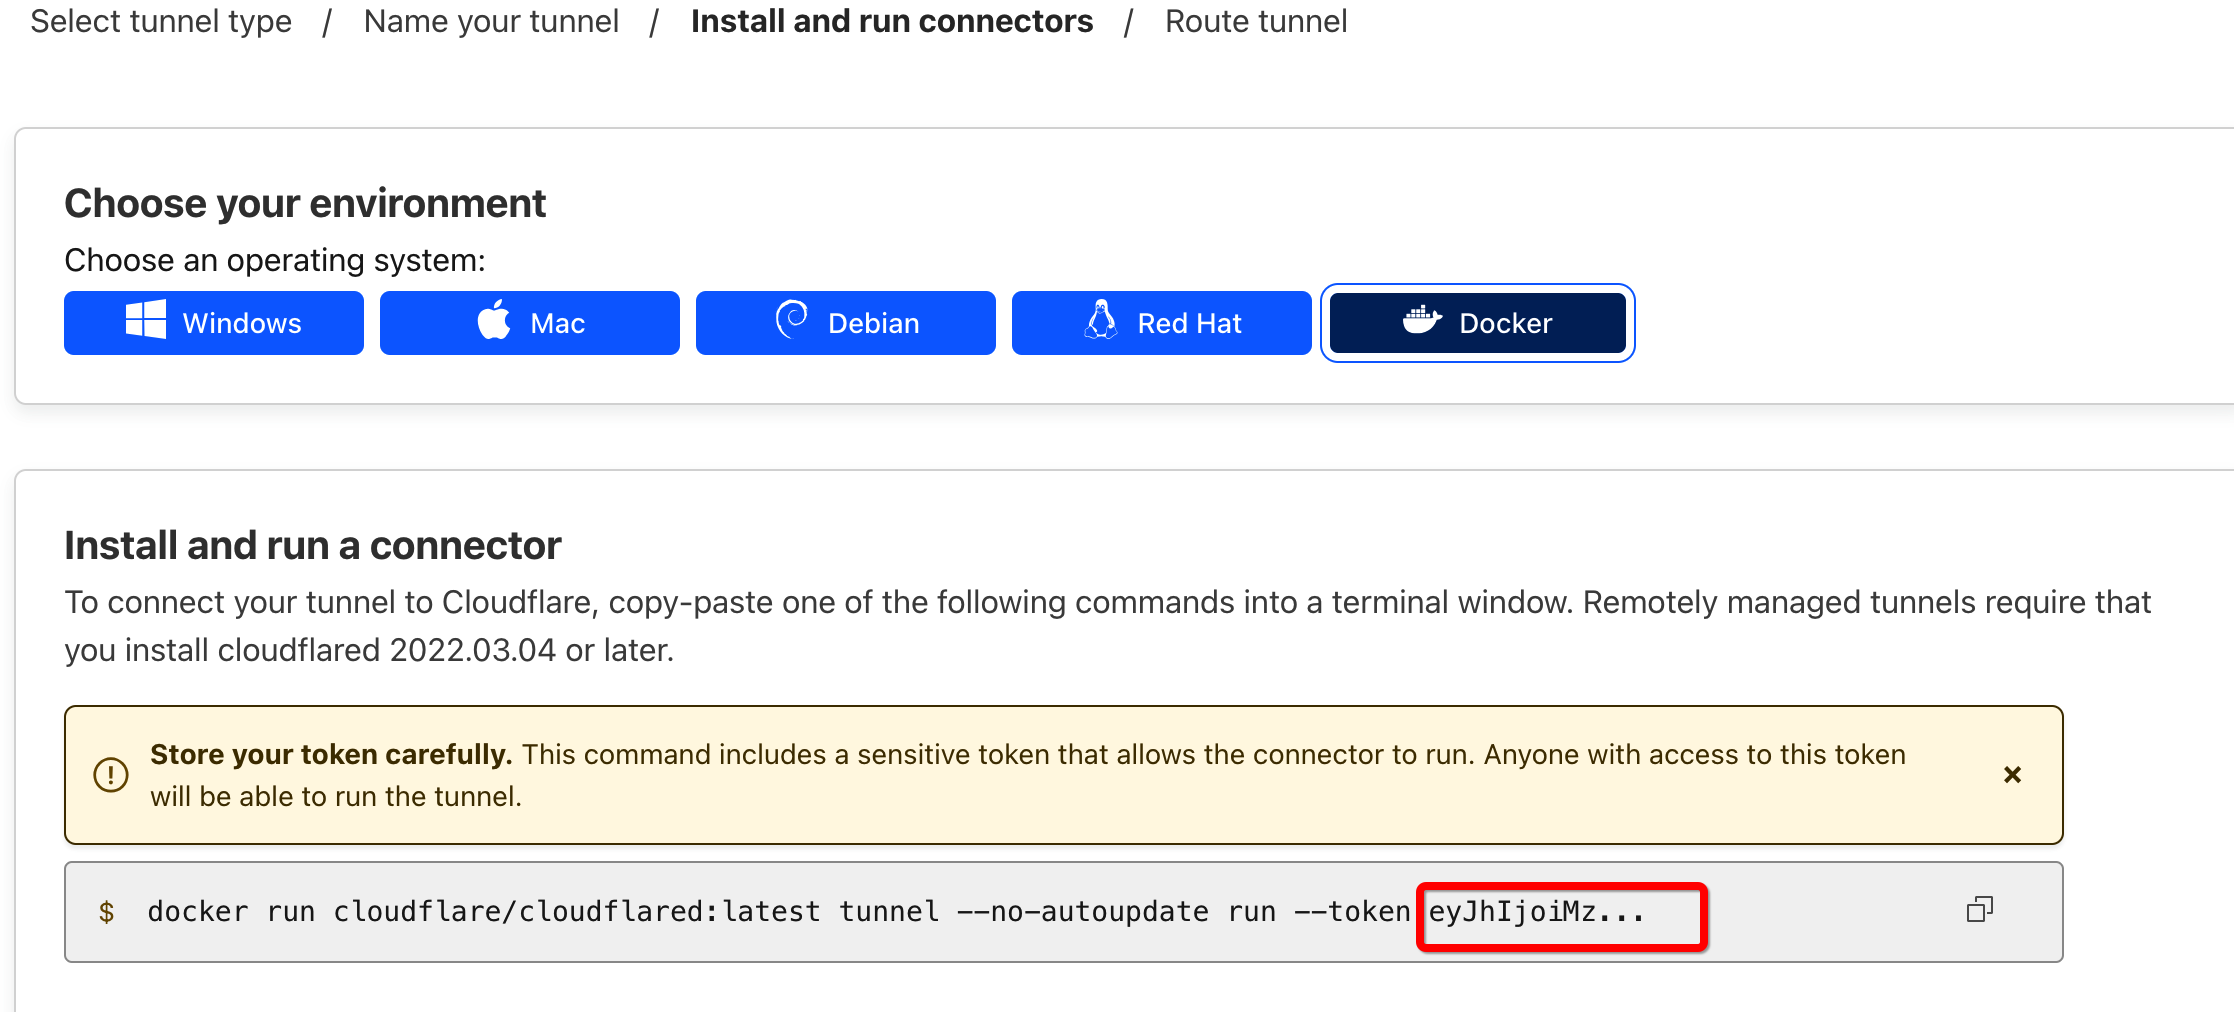 Select tunnel type / Name your tunnel / Install and run connectors / Route tunnel
Choose your environment
Choose an operating system:
Windows Mac Debian Red Hat Docker
Install and run a connector
To connect your tunnel to Cloudflare, copy-paste one of the following commands into a terminal window. Remotely managed tunnels require that
you install cloudflared 2022.03.04 or later.
Store your token carefully. This command includes a sensitive token that allows the connector to run. Anyone with access to this token
will be able to run the tunnel.
$ docker run cloudflare/cloudflared:latest tunnel --no-autoupdate run --token eyJhIjoiMz...